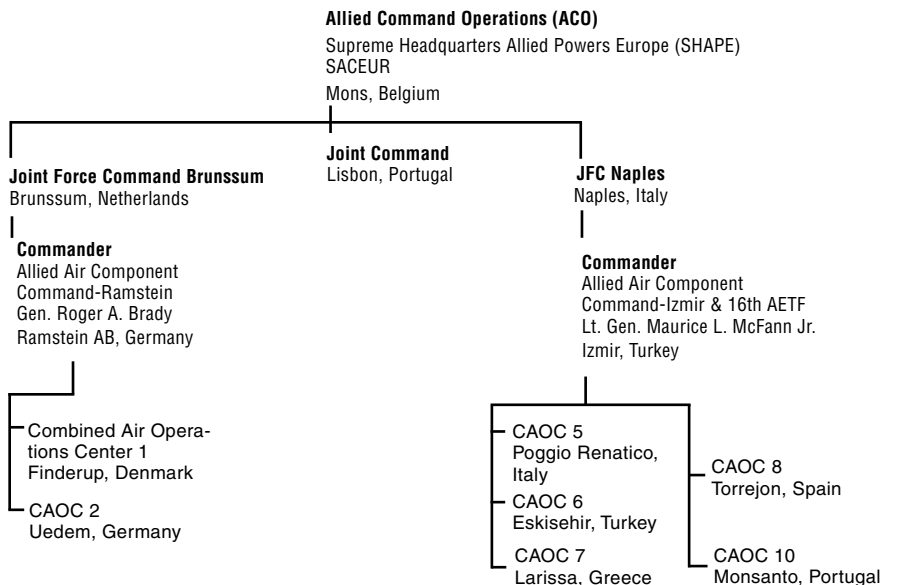 Allied Command Operations (ACO)
Supreme Headquarters Allied Powers Europe (SHAPE)
SACEUR
Mons, Belgium
Joint Force Command Brunssum
Brunssum, Netherlands
Joint Command
Lisbon, Portugal
JFC Naples
Naples, Italy
Commander
Allied Air Component
Command-Ramstein
Gen. Roger A. Brady
Ramstein AB, Germany
Commander
Allied Air Component
Command-Izmir & 16th AETF
Lt. Gen. Maurice L. McFann Jr.
Izmir, Turkey
Combined Air Opera-
tions Center 1
Finderup, Denmark
CAOC 2
Uedem, Germany
CAOC 5
Poggio Renatico,
Italy
CAOC 6
Eskisehir, Turkey
CAOC 7
Larissa, Greece
CAOC 8
Torrejon, Spain
CAOC 10
Monsanto, Portugal